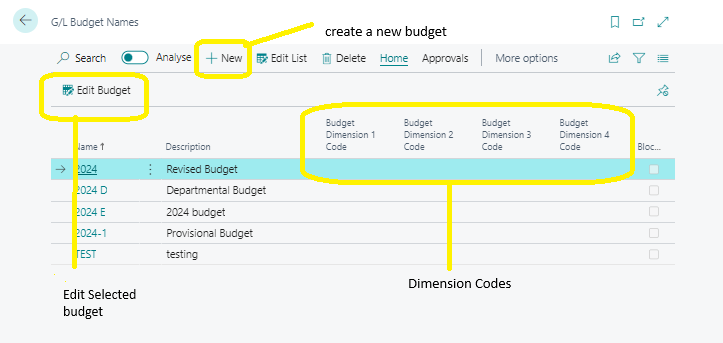 G/L Budget Names
create a new budget
Search Analyse + New Edit List Delete Home Approvals More options
Edit Budget
Name ↑ Description Budget Dimension 1 Code Budget Dimension 2 Code Budget Dimension 3 Code Budget Dimension 4 Code Bloc...
2024 Revised Budget
2024 D Departmental Budget
2024 E 2024 budget
2024-1 Provisional Budget
TEST testing
Edit Selected
budget
Dimension Codes